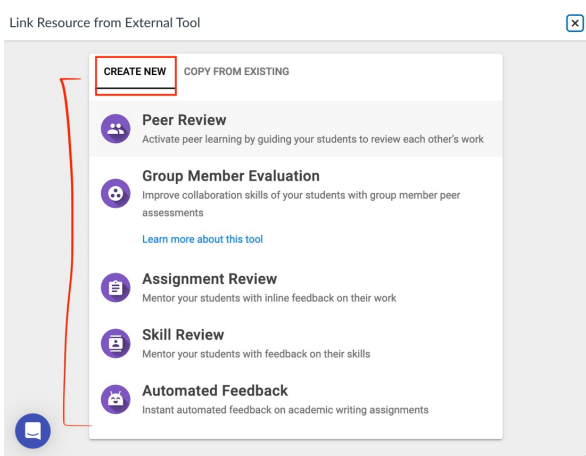 Link Resource from External Tool
CREATE NEW COPY FROM EXISTING
Peer Review
Activate peer learning by guiding your students to review each other's work
Group Member Evaluation
Improve collaboration skills of your students with group member peer
assessments
Learn more about this tool
Assignment Review
Mentor your students with inline feedback on their work
Skill Review
Mentor your students with feedback on their skills
Automated Feedback
Instant automated feedback on academic writing assignments